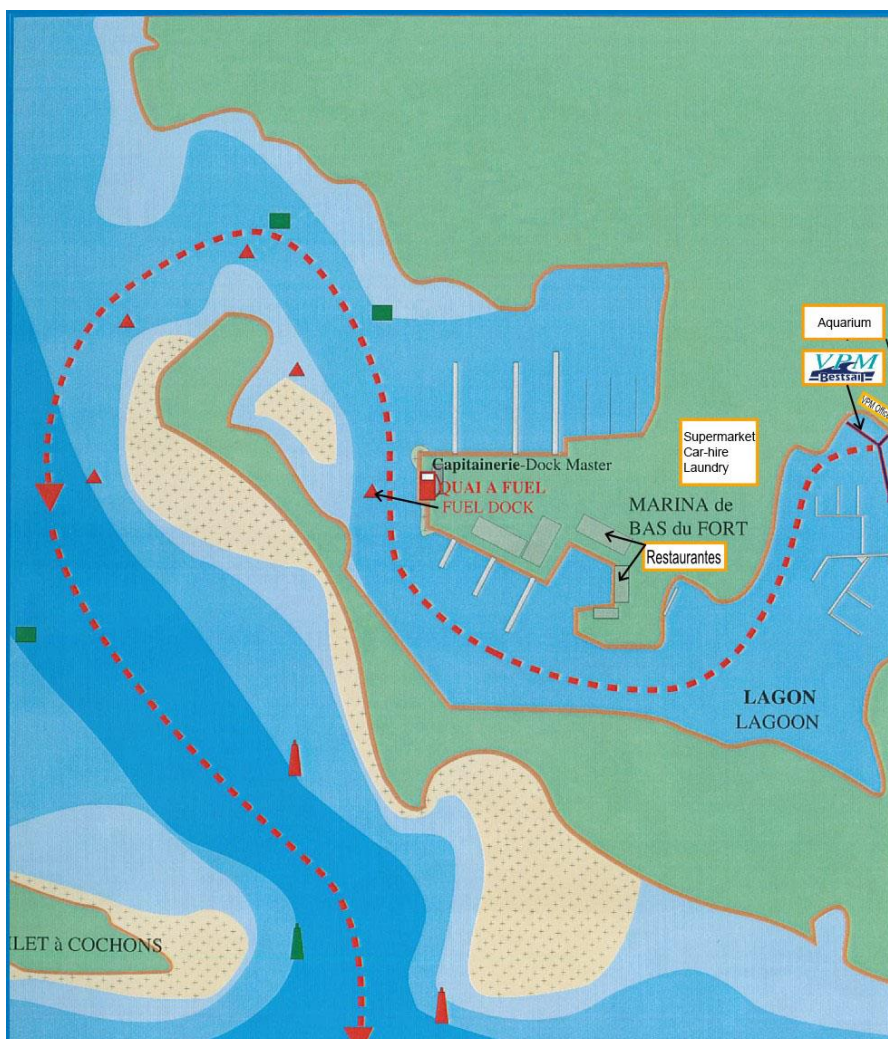 Aquarium
VPM
Bestsail
Supermarket
Car-hire
Laundry
Capitainerie-Dock Master
QUAI A FUEL
FUEL DOCK
MARINA de
BAS du FORT
Restaurantes
LAGON
LAGOON
ILET à COCHONS